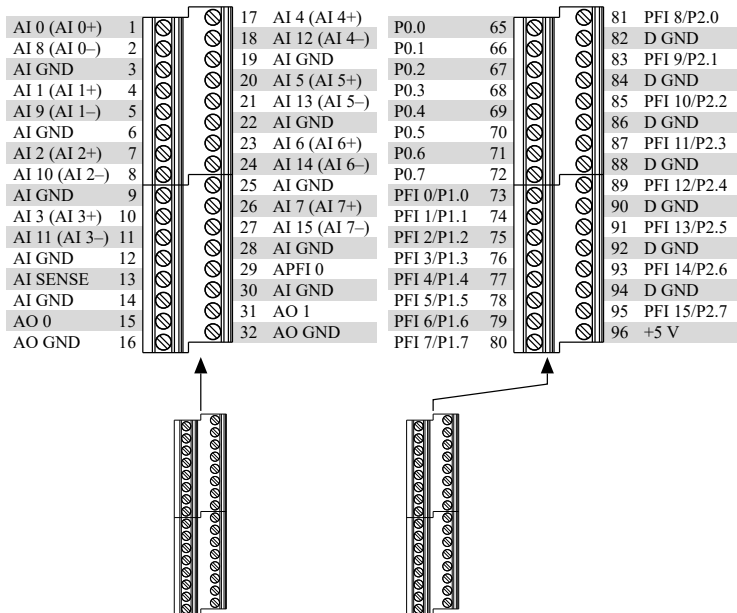 AI 0 (AI 0+) 1
AI 8 (AI 0–) 2
AI GND 3
AI 1 (AI 1+) 4
AI 9 (AI 1–) 5
AI GND 6
AI 2 (AI 2+) 7
AI 10 (AI 2–) 8
AI GND 9
AI 3 (AI 3+) 10
AI 11 (AI 3–) 11
AI GND 12
AI SENSE 13
AI GND 14
AO 0 15
AO GND 16
17 AI 4 (AI 4+)
18 AI 12 (AI 4–)
19 AI GND
20 AI 5 (AI 5+)
21 AI 13 (AI 5–)
22 AI GND
23 AI 6 (AI 6+)
24 AI 14 (AI 6–)
25 AI GND
26 AI 7 (AI 7+)
27 AI 15 (AI 7–)
28 AI GND
29 APFI 0
30 AI GND
31 AO 1
32 AO GND
P0.0 65
P0.1 66
P0.2 67
P0.3 68
P0.4 69
P0.5 70
P0.6 71
P0.7 72
PFI 0/P1.0 73
PFI 1/P1.1 74
PFI 2/P1.2 75
PFI 3/P1.3 76
PFI 4/P1.4 77
PFI 5/P1.5 78
PFI 6/P1.6 79
PFI 7/P1.7 80
81 PFI 8/P2.0
82 D GND
83 PFI 9/P2.1
84 D GND
85 PFI 10/P2.2
86 D GND
87 PFI 11/P2.3
88 D GND
89 PFI 12/P2.4
90 D GND
91 PFI 13/P2.5
92 D GND
93 PFI 14/P2.6
94 D GND
95 PFI 15/P2.7
96 +5 V